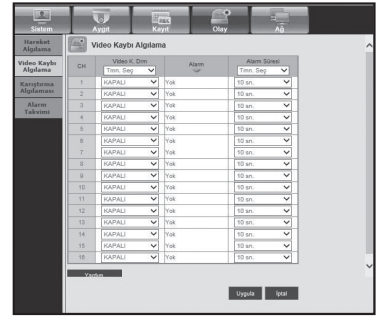 Sistem Aygıt Kayıt Olay Ağ
Hareket Algılama
Video Kaybı Algılama
Karıştırma Algılaması
Alarm Takvimi
Video Kaybı Algılama
CH Video K. Drm Alarm Alarm Süresi
Tmn. Seç Tmn. Seç
1 KAPALI Yok 10 sn.
2 KAPALI Yok 10 sn.
3 KAPALI Yok 10 sn.
4 KAPALI Yok 10 sn.
5 KAPALI Yok 10 sn.
6 KAPALI Yok 10 sn.
7 KAPALI Yok 10 sn.
8 KAPALI Yok 10 sn.
9 KAPALI Yok 10 sn.
10 KAPALI Yok 10 sn.
11 KAPALI Yok 10 sn.
12 KAPALI Yok 10 sn.
13 KAPALI Yok 10 sn.
14 KAPALI Yok 10 sn.
15 KAPALI Yok 10 sn.
16 KAPALI Yok 10 sn.
Yardım
Uygula İptal